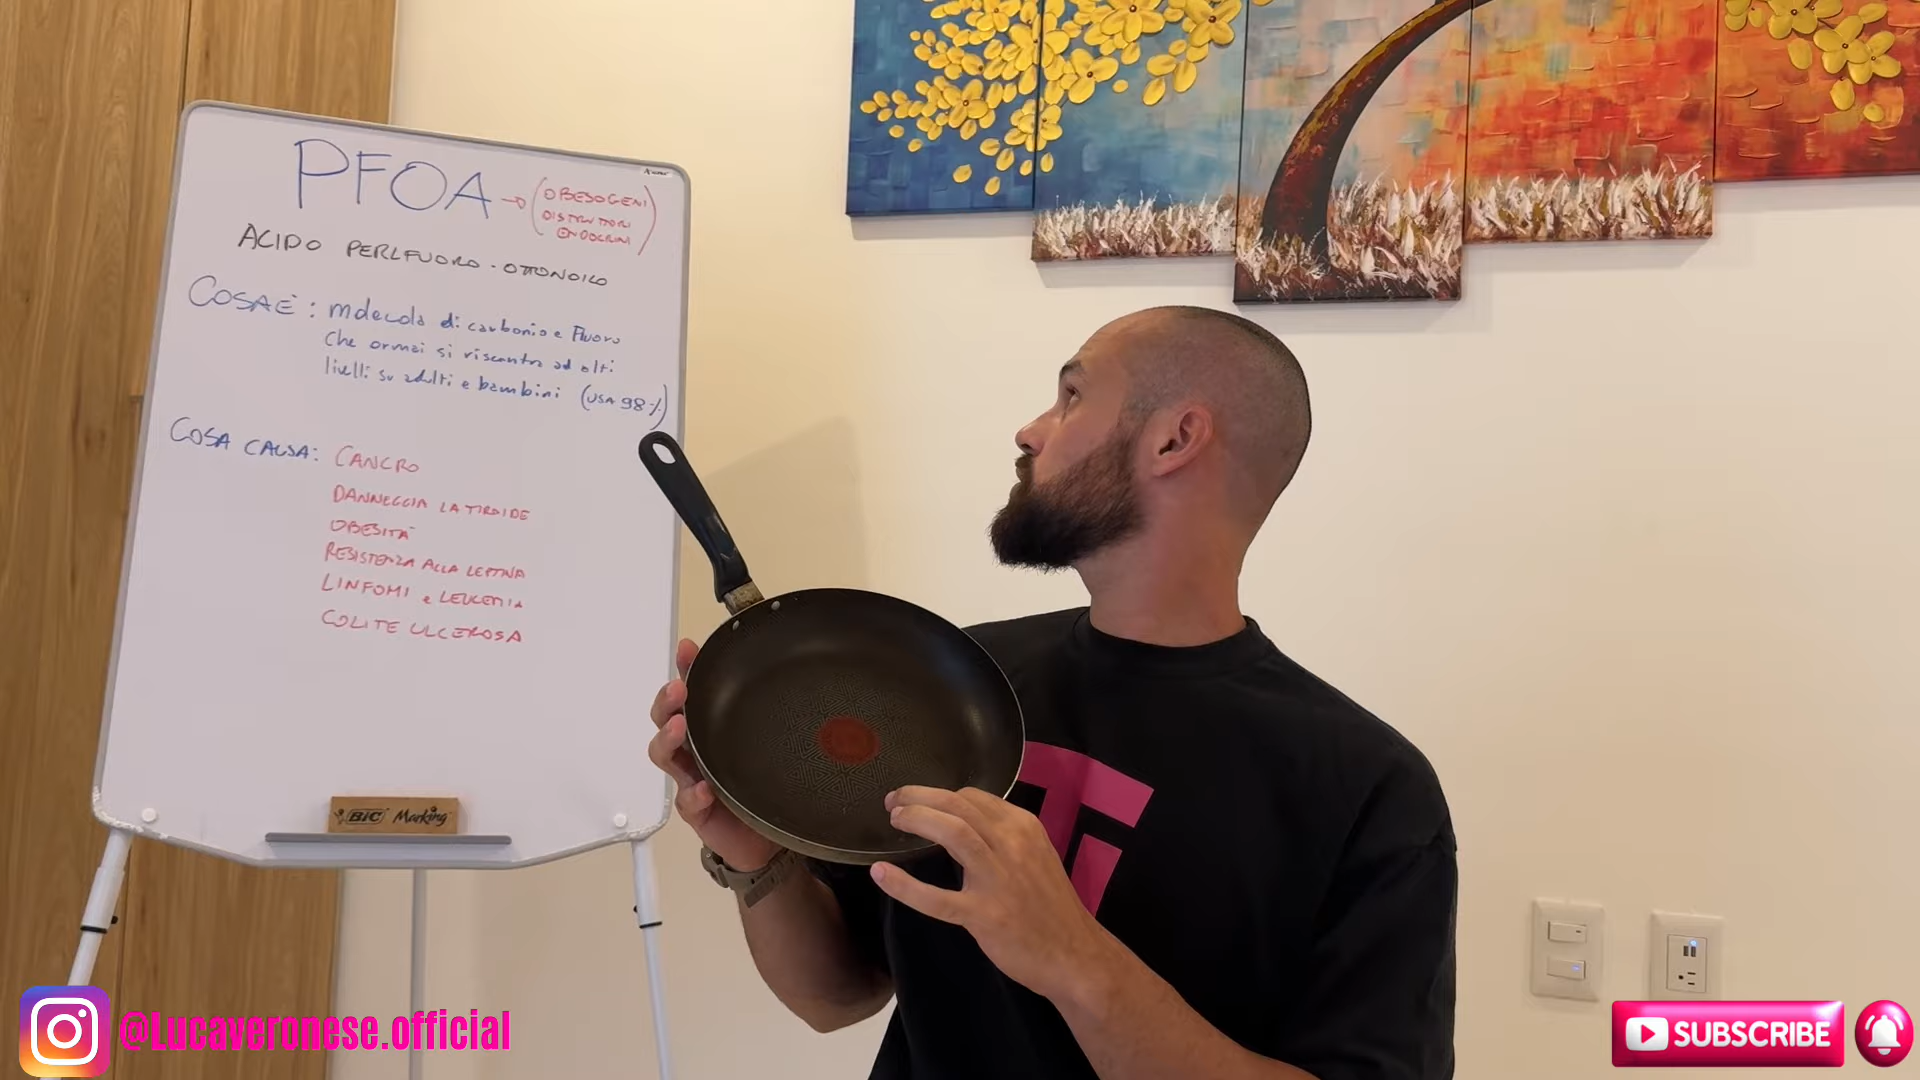 PFOA → (OBESOGENI
DISTRUTTORI
ENDOCRINI)
ACIDO PERLFUORO-OTTONOICO
COSA È: molecola di carbonio e Fluoro
che ormai si riscontra ad alti
livelli su adulti e bambini (USA 98%)
COSA CAUSA: CANCRO
DANNEGGIA LA TIROIDE
OBESITÀ
RESISTENZA ALLA LEPTINA
LINFOMI e LEUCEMIA
COLITE ULCEROSA
BIC Marking
@Lucaveronese.official
SUBSCRIBE